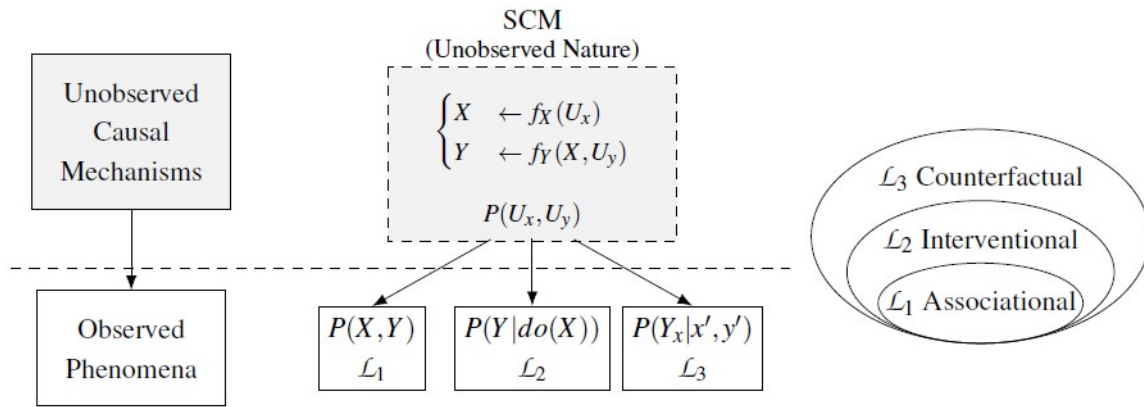 Unobserved
Causal
Mechanisms
Observed
Phenomena
SCM
(Unobserved Nature)
X ← f_X(U_x)
Y ← f_Y(X, U_y)
P(U_x, U_y)
P(X,Y)
ℒ₁
P(Y|do(X))
ℒ₂
P(Y_x|x′, y′)
ℒ₃
ℒ₃ Counterfactual
ℒ₂ Interventional
ℒ₁ Associational